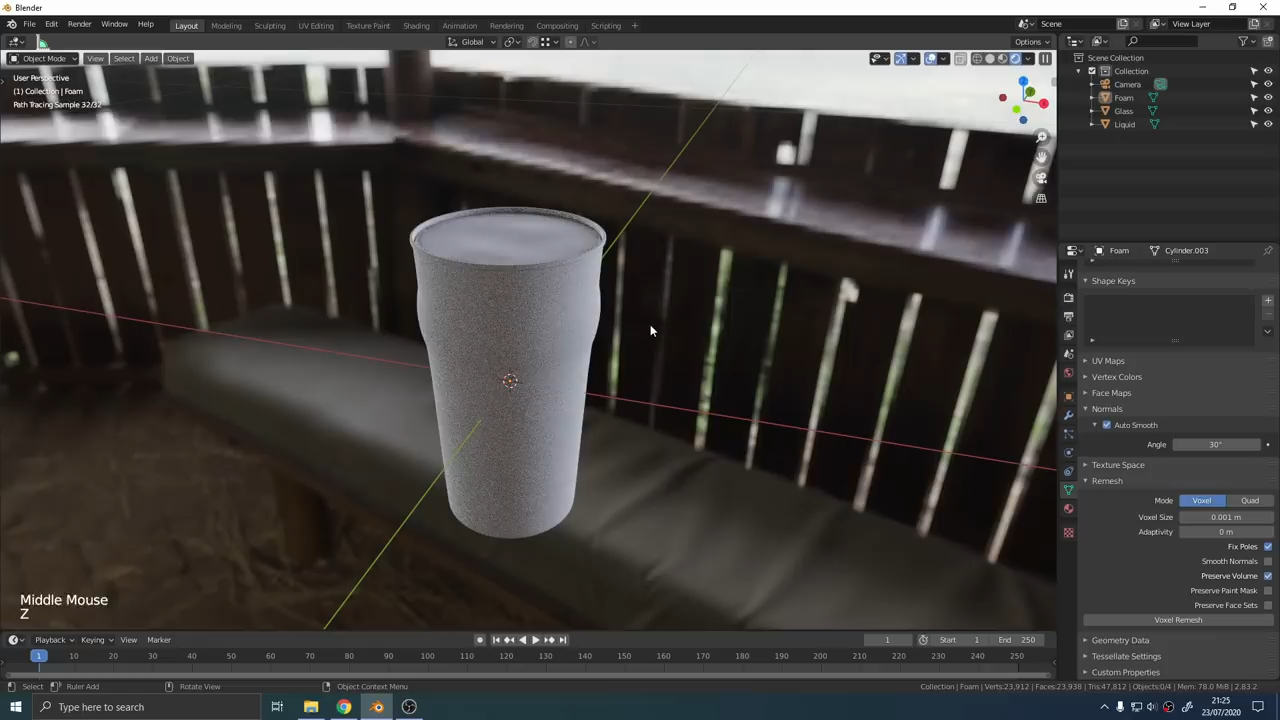 Blender
File Edit Render Window Help
Layout Modeling Sculpting UV Editing Texture Paint Shading Animation Rendering Compositing Scripting +
Scene
View Layer
Global
Options
Object Mode View Select Add Object
User Perspective
(1) Collection | Foam
Path Tracing Sample 32/32
Scene Collection
Collection
Camera
Foam
Glass
Liquid
Foam
Cylinder.003
Shape Keys
UV Maps
Vertex Colors
Face Maps
Normals
Auto Smooth
Angle 30°
Texture Space
Remesh
Mode Voxel Quad
Voxel Size 0.001 m
Adaptivity 0 m
Fix Poles
Smooth Normals
Preserve Volume
Preserve Paint Mask
Preserve Face Sets
Voxel Remesh
Geometry Data
Tessellate Settings
Custom Properties
Middle Mouse
Z
Playback Keying View Marker
1 Start 1 End 250
1 10 20 30 40 50 60 70 80 90 100 110 120 130 140 150 160 170 180 190 200 210 220 230 240 250
Select Ruler Add Rotate View Object Context Menu
Collection | Foam | Verts:23,912 | Faces:23,938 | Tris:47,812 | Objects:0/4 | Mem: 78.0 MiB | 2.83.2
Type here to search
21:25
23/07/2020